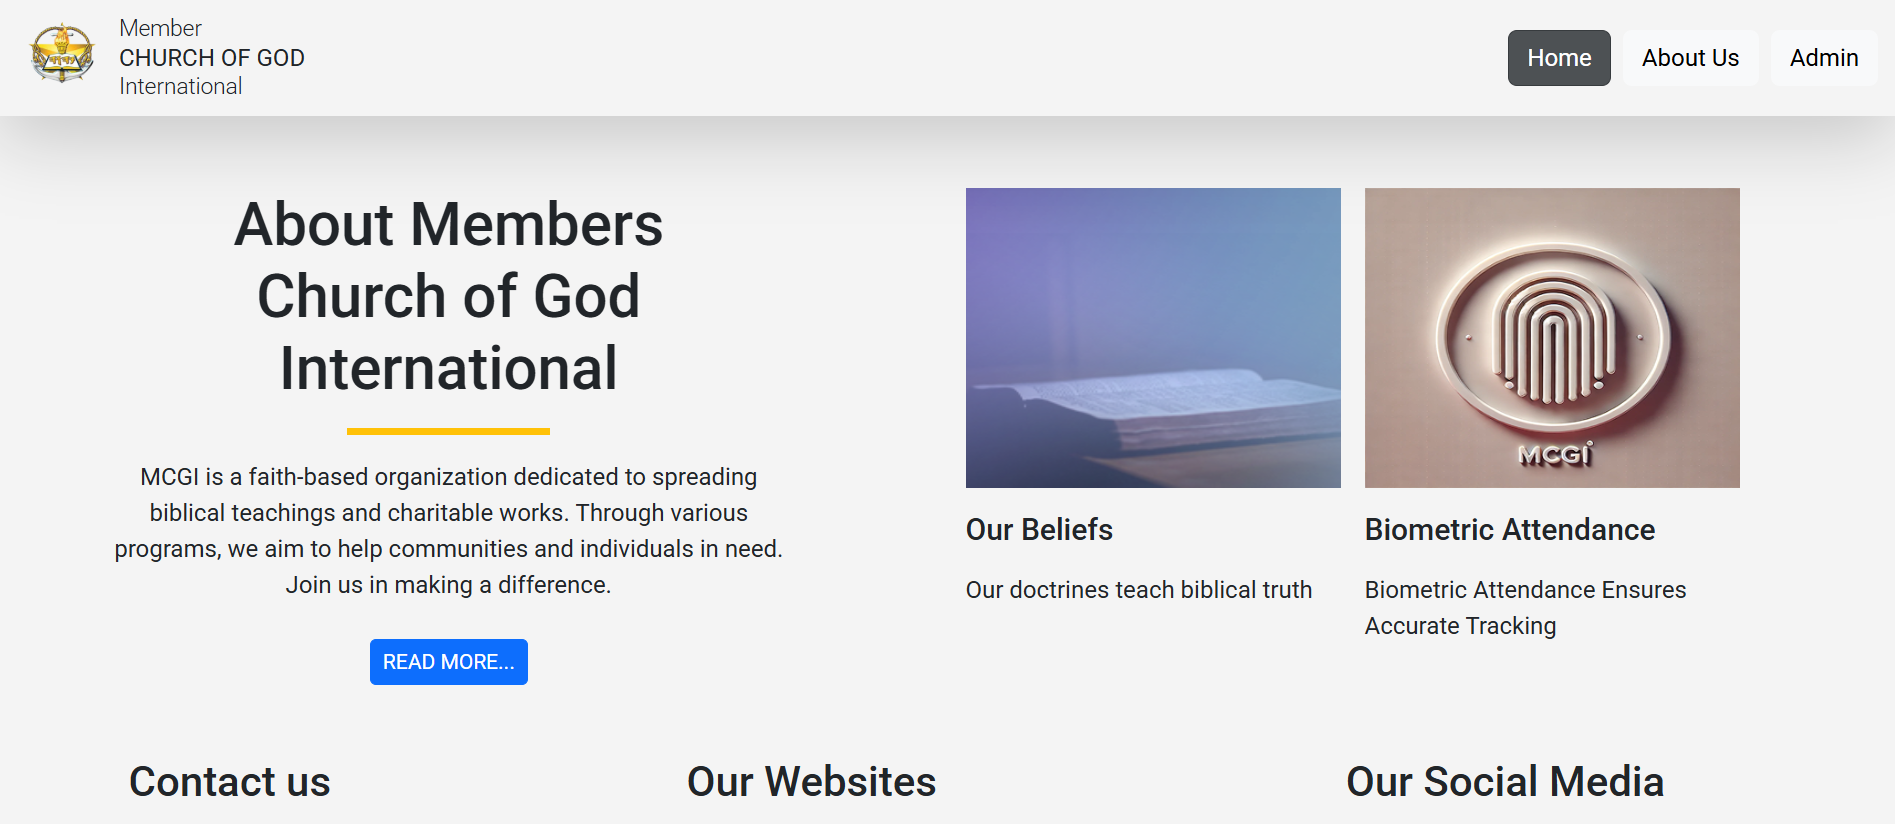 Member
CHURCH OF GOD
International
Home
About Us
Admin
About Members
Church of God
International
MCGI is a faith-based organization dedicated to spreading
biblical teachings and charitable works. Through various
programs, we aim to help communities and individuals in need.
Join us in making a difference.
READ MORE...
MCGI
Our Beliefs
Our doctrines teach biblical truth
Biometric Attendance
Biometric Attendance Ensures
Accurate Tracking
Contact us
Our Websites
Our Social Media